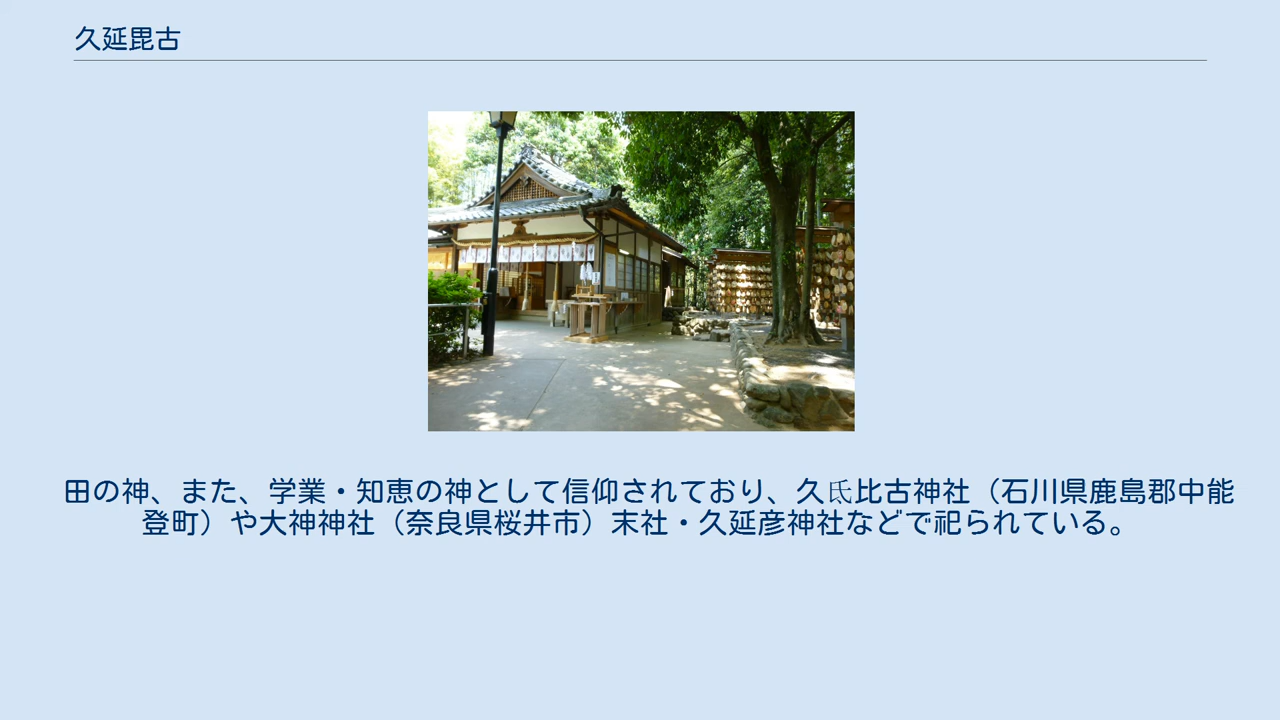 久延毘古
田の神、また、学業・知恵の神として信仰されており、久氐比古神社（石川県鹿島郡中能
登町）や大神神社（奈良県桜井市）末社・久延彦神社などで祀られている。